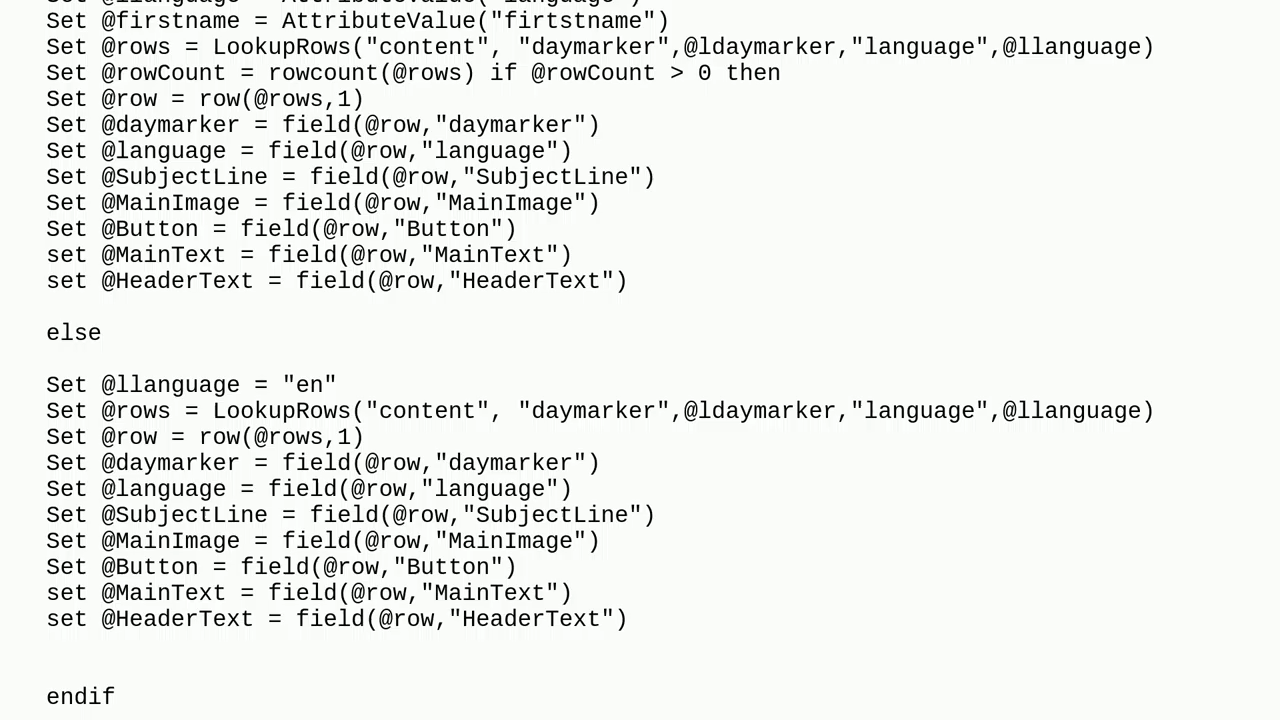 Set @llanguage = AttributeValue("language")
Set @firstname = AttributeValue("firtstname")
Set @rows = LookupRows("content", "daymarker",@ldaymarker,"language",@llanguage)
Set @rowCount = rowcount(@rows) if @rowCount > 0 then
Set @row = row(@rows,1)
Set @daymarker = field(@row,"daymarker")
Set @language = field(@row,"language")
Set @SubjectLine = field(@row,"SubjectLine")
Set @MainImage = field(@row,"MainImage")
Set @Button = field(@row,"Button")
set @MainText = field(@row,"MainText")
set @HeaderText = field(@row,"HeaderText")
else
Set @llanguage = "en"
Set @rows = LookupRows("content", "daymarker",@ldaymarker,"language",@llanguage)
Set @row = row(@rows,1)
Set @daymarker = field(@row,"daymarker")
Set @language = field(@row,"language")
Set @SubjectLine = field(@row,"SubjectLine")
Set @MainImage = field(@row,"MainImage")
Set @Button = field(@row,"Button")
set @MainText = field(@row,"MainText")
set @HeaderText = field(@row,"HeaderText")
endif